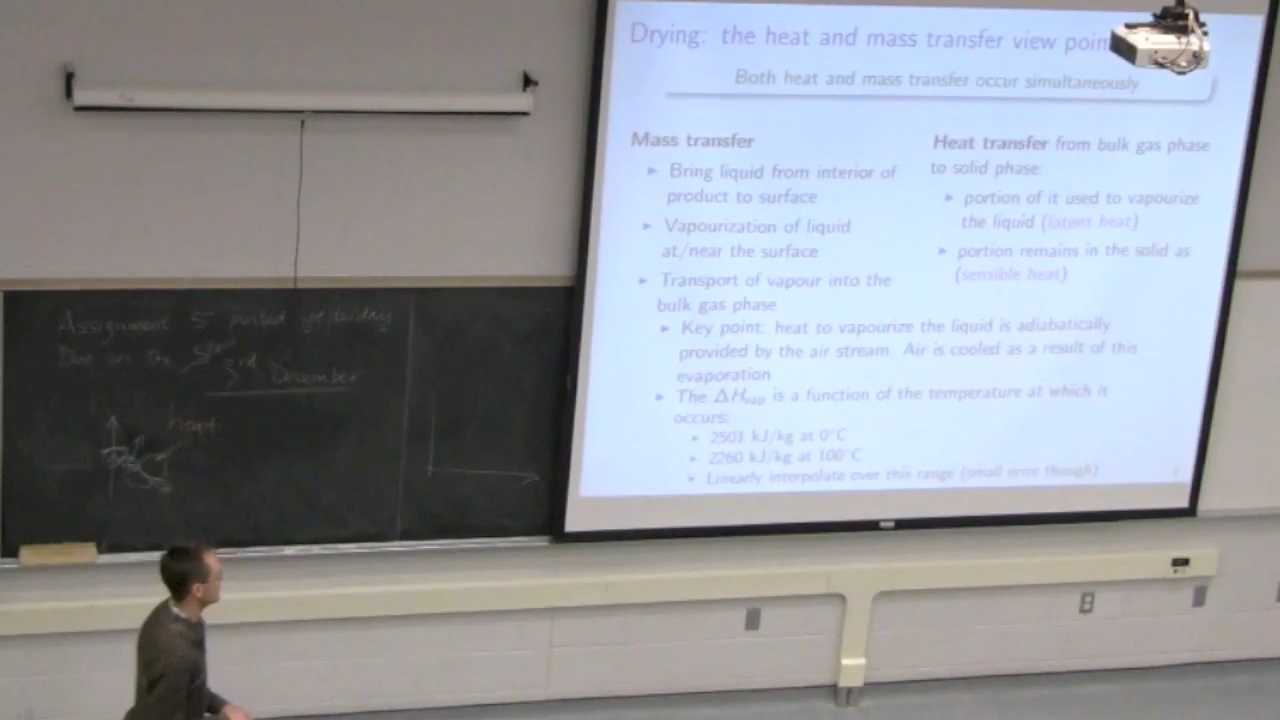 Drying: the heat and mass transfer view poin
Both heat and mass transfer occur simultaneously
Mass transfer
▸ Bring liquid from interior of
product to surface
▸ Vapourization of liquid
at/near the surface
▸ Transport of vapour into the
bulk gas phase
Heat transfer from bulk gas phase
to solid phase:
▸ portion of it used to vapourize
the liquid (latent heat)
▸ portion remains in the solid as
(sensible heat)
▸ Key point: heat to vapourize the liquid is adiabatically
provided by the air stream. Air is cooled as a result of this
evaporation
▸ The ΔHvap is a function of the temperature at which it
occurs:
▸ 2501 kJ/kg at 0°C
▸ 2260 kJ/kg at 100°C
▸ Linearly interpolate over this range (small error though)
Assignment 5 posted yesterday
Due on the
3rd December
heat